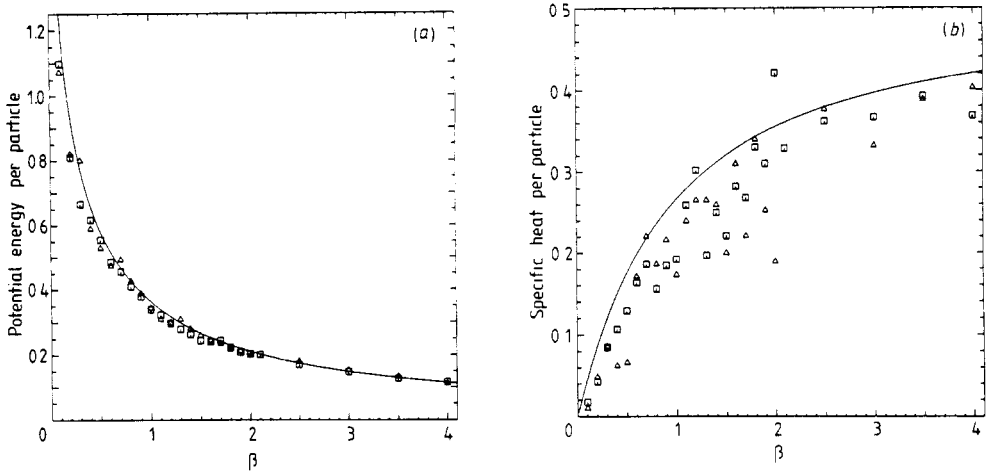 (a)
1.2
1.0
0.8
0.6
0.4
0.2
0
Potential energy per particle
0 1 2 3 4
β
(b)
0 5
0 4
0 3
0 2
0 1
0
Specific heat per particle
0 1 2 3 4
β